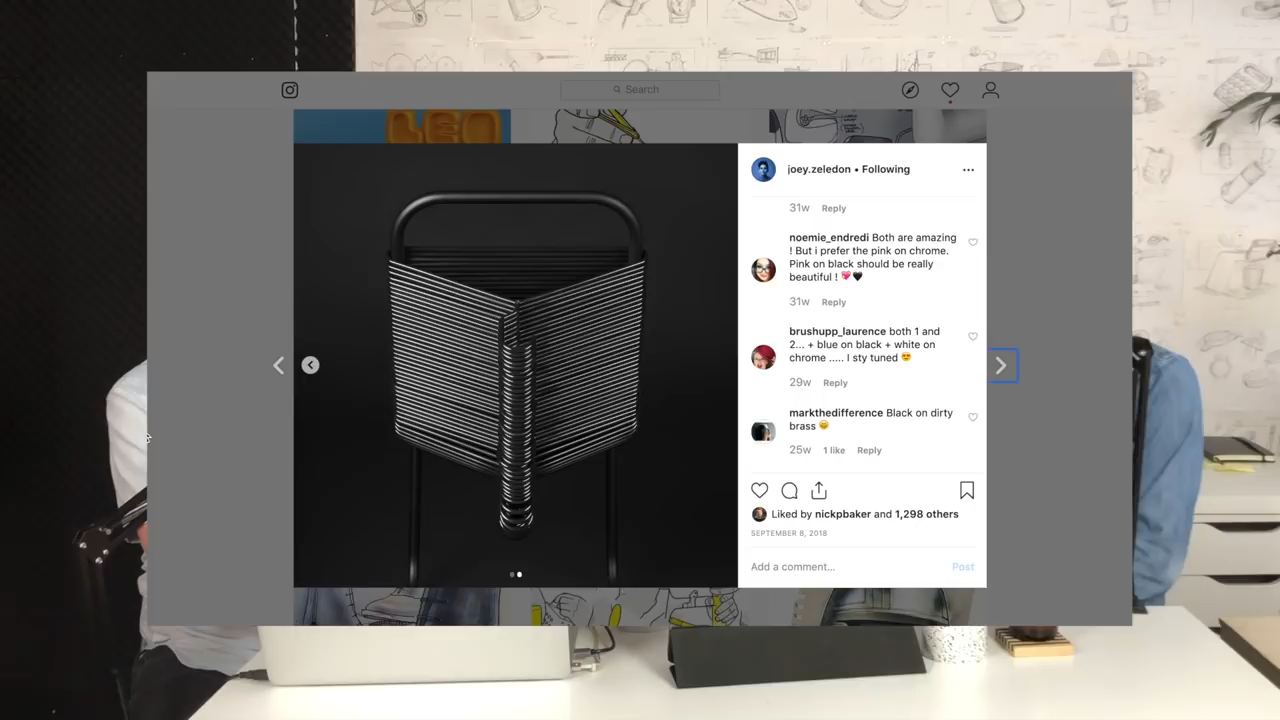 Search
LEO
joey.zeledon • Following
31w Reply
noemie_endredi Both are amazing
! But i prefer the pink on chrome.
Pink on black should be really
beautiful ! 💖🖤
31w Reply
brushupp_laurence both 1 and
2... + blue on black + white on
chrome ..... I sty tuned 😍
29w Reply
markthedifference Black on dirty
brass 😄
25w 1 like Reply
Liked by nickpbaker and 1,298 others
SEPTEMBER 8, 2018
Add a comment... Post